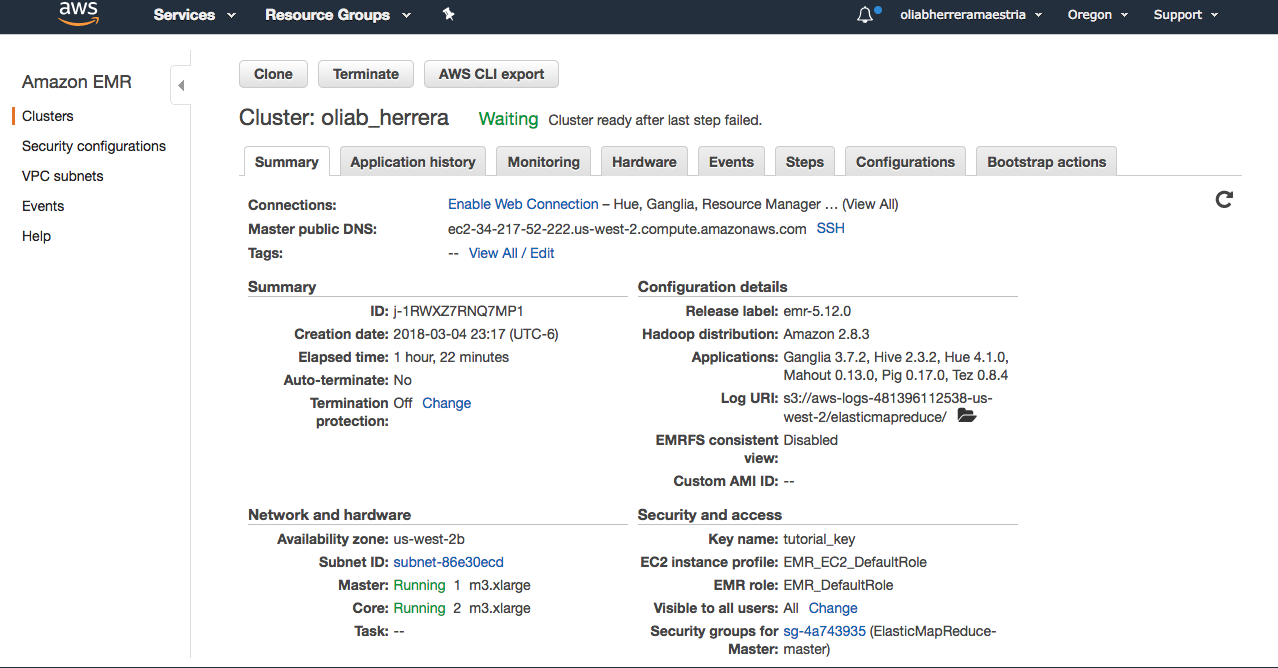 aws Services Resource Groups oliabherreramaestria Oregon Support
Amazon EMR
Clusters
Security configurations
VPC subnets
Events
Help
Clone Terminate AWS CLI export
Cluster: oliab_herrera Waiting Cluster ready after last step failed.
Summary Application history Monitoring Hardware Events Steps Configurations Bootstrap actions
Connections: Enable Web Connection – Hue, Ganglia, Resource Manager … (View All)
Master public DNS: ec2-34-217-52-222.us-west-2.compute.amazonaws.com SSH
Tags: -- View All / Edit
Summary
ID: j-1RWXZ7RNQ7MP1
Creation date: 2018-03-04 23:17 (UTC-6)
Elapsed time: 1 hour, 22 minutes
Auto-terminate: No
Termination Off Change
protection:
Configuration details
Release label: emr-5.12.0
Hadoop distribution: Amazon 2.8.3
Applications: Ganglia 3.7.2, Hive 2.3.2, Hue 4.1.0,
Mahout 0.13.0, Pig 0.17.0, Tez 0.8.4
Log URI: s3://aws-logs-481396112538-us-
west-2/elasticmapreduce/
EMRFS consistent Disabled
view:
Custom AMI ID: --
Network and hardware
Availability zone: us-west-2b
Subnet ID: subnet-86e30ecd
Master: Running 1 m3.xlarge
Core: Running 2 m3.xlarge
Task: --
Security and access
Key name: tutorial_key
EC2 instance profile: EMR_EC2_DefaultRole
EMR role: EMR_DefaultRole
Visible to all users: All Change
Security groups for sg-4a743935 (ElasticMapReduce-
Master: master)